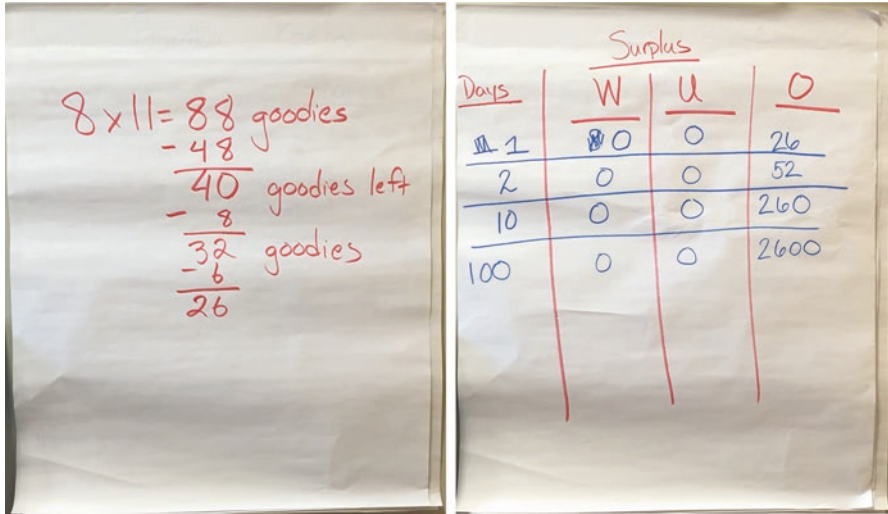 8 x 11 = 88 goodies
- 48
40 goodies left
- 8
32 goodies
- 6
26
Surplus
Days W U O
1 0 0 26
2 0 0 52
10 0 0 260
100 0 0 2600